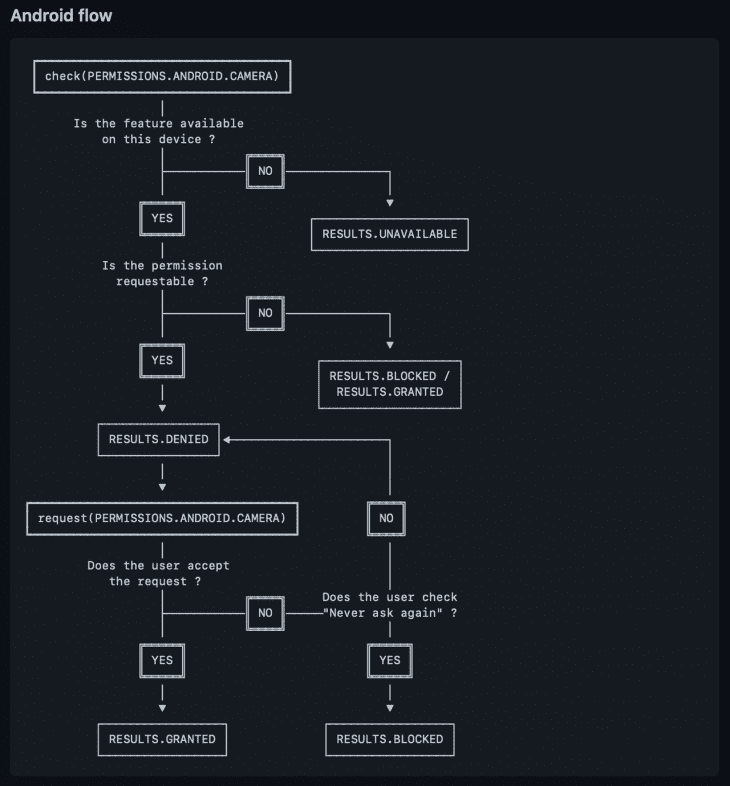 Android flow
check(PERMISSIONS.ANDROID.CAMERA)
Is the feature available
on this device ?
NO
YES
RESULTS.UNAVAILABLE
Is the permission
requestable ?
NO
YES
RESULTS.BLOCKED /
RESULTS.GRANTED
RESULTS.DENIED
request(PERMISSIONS.ANDROID.CAMERA)
NO
Does the user accept
the request ?
Does the user check
"Never ask again" ?
NO
YES
YES
RESULTS.GRANTED
RESULTS.BLOCKED